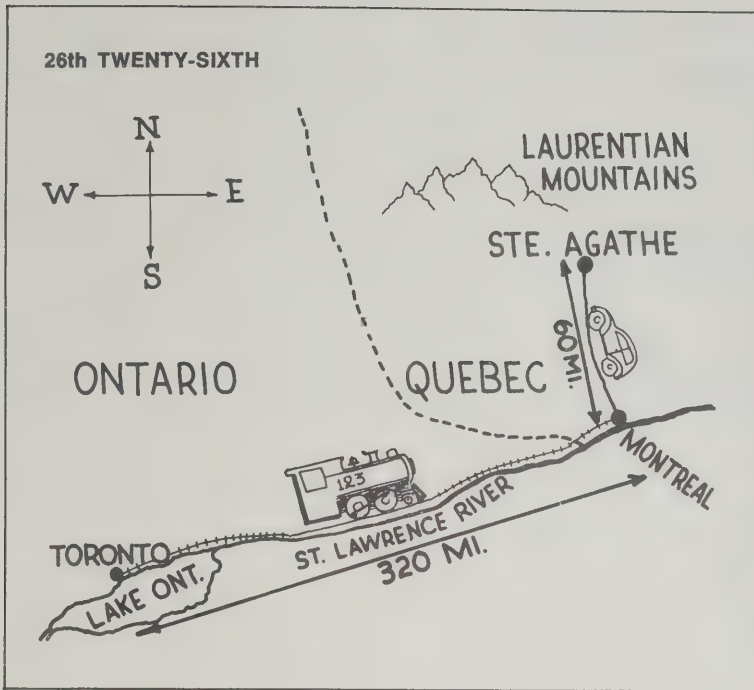 26th TWENTY-SIXTH
N
W
E
S
LAURENTIAN
MOUNTAINS
STE. AGATHE
60 MI.
ONTARIO
QUEBEC
MONTREAL
123
ST. LAWRENCE RIVER
320 MI.
TORONTO
LAKE ONT.